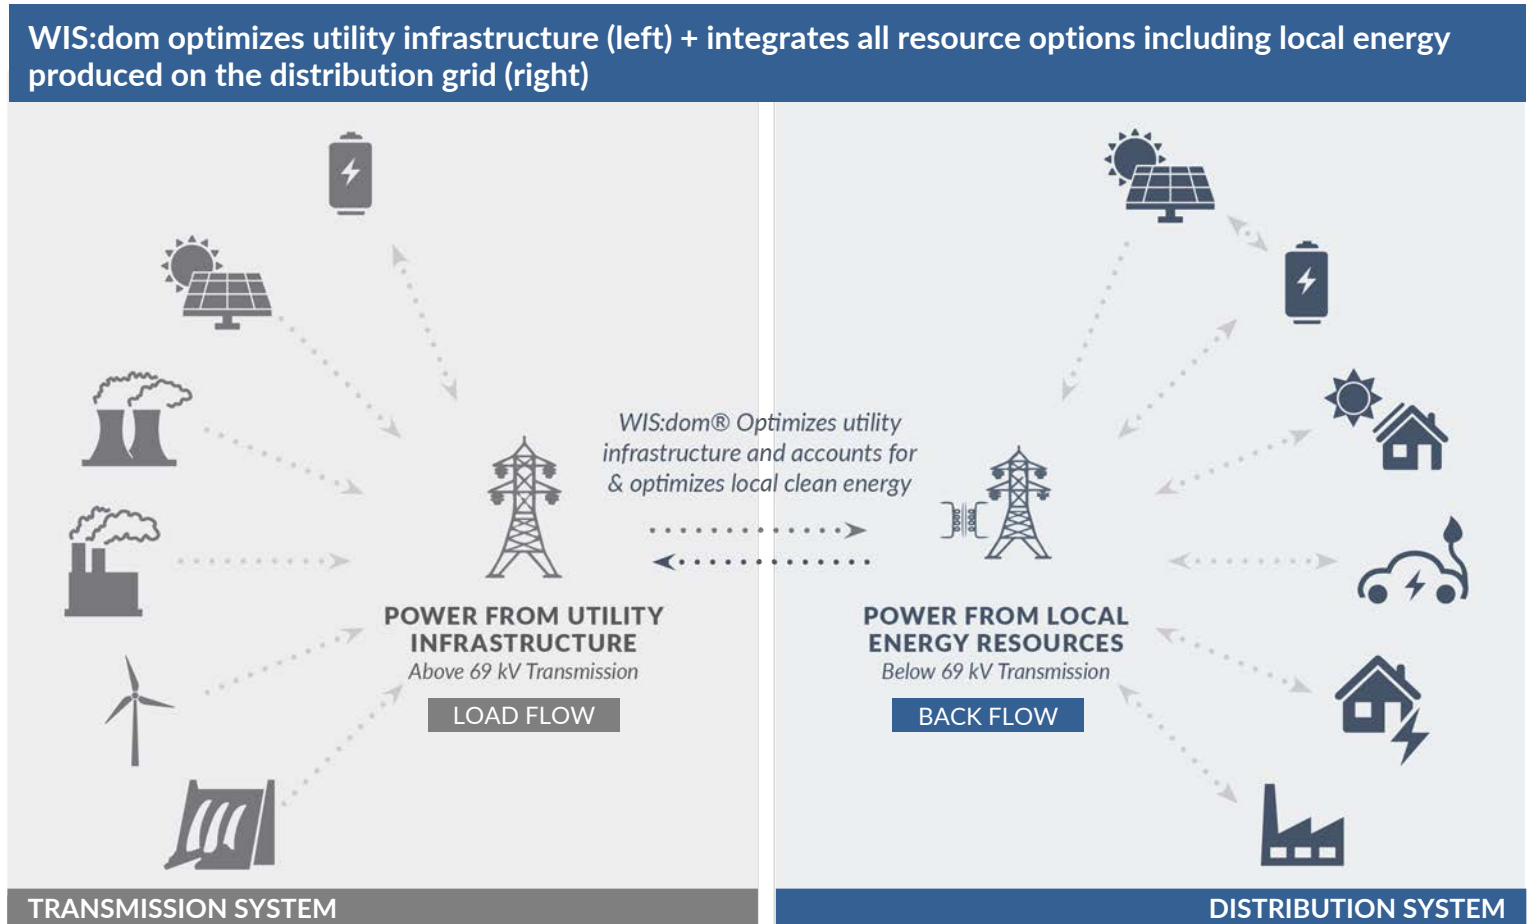 WIS:dom optimizes utility infrastructure (left) + integrates all resource options including local energy
produced on the distribution grid (right)
WIS:dom® Optimizes utility
infrastructure and accounts for
& optimizes local clean energy
POWER FROM UTILITY
INFRASTRUCTURE
Above 69 kV Transmission
LOAD FLOW
POWER FROM LOCAL
ENERGY RESOURCES
Below 69 kV Transmission
BACK FLOW
TRANSMISSION SYSTEM
DISTRIBUTION SYSTEM